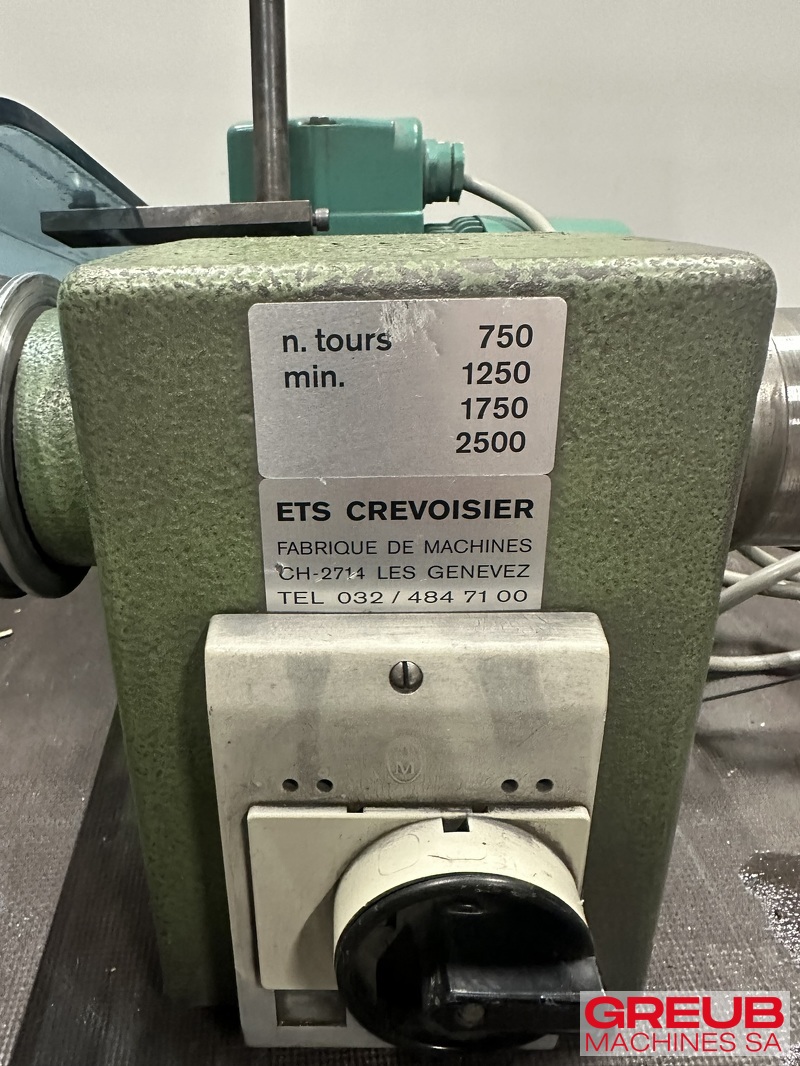 n. tours 750
min. 1250
1750
2500
ETS CREVOISIER
FABRIQUE DE MACHINES
CH-2714 LES GENEVEZ
TEL 032 / 484 71 00
M
GREUB
MACHINES SA